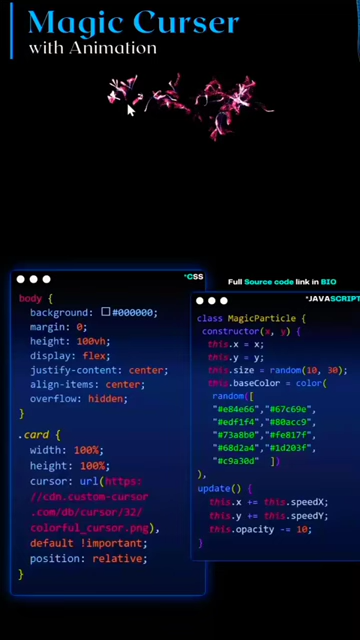 Magic Curser
with Animation
*CSS
body {
background: #000000;
margin: 0;
height: 100vh;
display: flex;
justify-content: center;
align-items: center;
overflow: hidden;
}
.card {
width: 100%;
height: 100%;
cursor: url(https:
//cdn.custom-cursor
.com/db/cursor/32/
colorful_cursor.png),
default !important;
position: relative;
}
Full Source code link in BIO
*JAVASCRIPT
class MagicParticle {
constructor(x, y) {
this.x = x;
this.y = y;
this.size = random(10, 30);
this.baseColor = color(
random([
"#e84e66","#67c69e",
"#edf1f4","#80acc9",
"#73a8b0","#fe817f",
"#68d2a4","#1d203f",
"#c9a30d" ])
),
update() {
this.x += this.speedX;
this.y += this.speedY;
this.opacity -= 10;
}